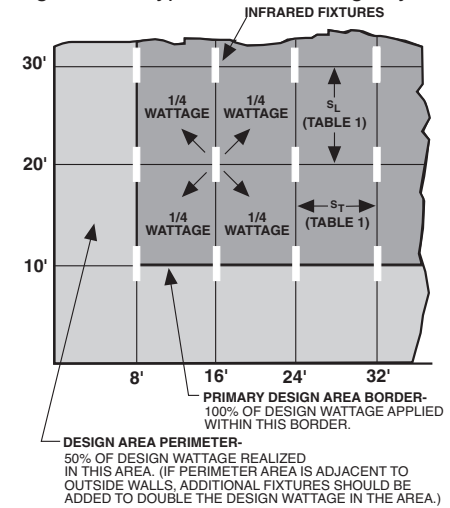 INFRARED FIXTURES
30'
1/4
WATTAGE
1/4
WATTAGE
SL
(TABLE 1)
20'
1/4
WATTAGE
1/4
WATTAGE
ST
(TABLE 1)
10'
8'
16'
24'
32'
PRIMARY DESIGN AREA BORDER-
100% OF DESIGN WATTAGE APPLIED
WITHIN THIS BORDER.
DESIGN AREA PERIMETER-
50% OF DESIGN WATTAGE REALIZED
IN THIS AREA. (IF PERIMETER AREA IS ADJACENT TO
OUTSIDE WALLS, ADDITIONAL FIXTURES SHOULD BE
ADDED TO DOUBLE THE DESIGN WATTAGE IN THE AREA.)